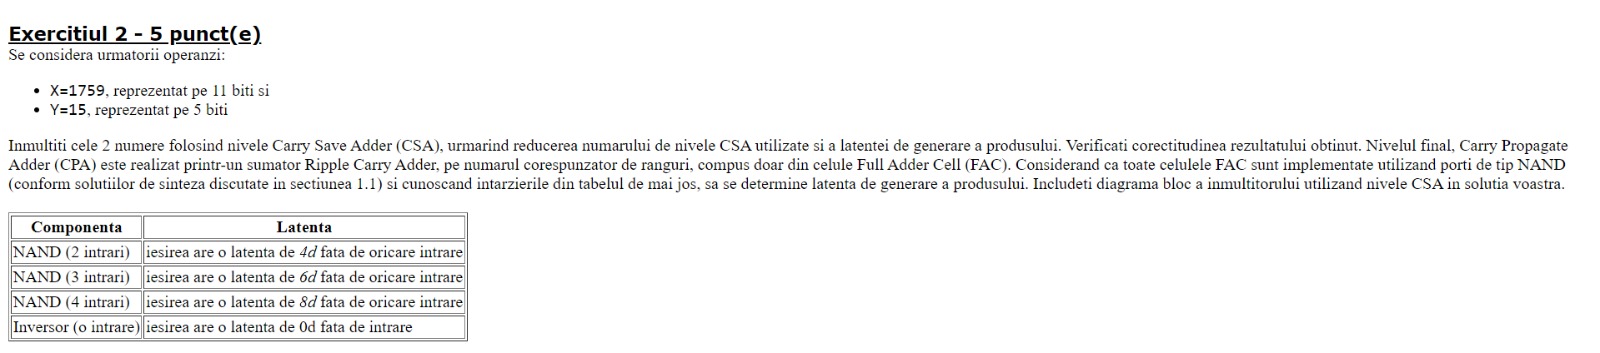 Exercitiul 2 - 5 punct(e)
Se considera urmatorii operanzi:
• X=1759, reprezentat pe 11 biti si
• Y=15, reprezentat pe 5 biti
Inmultiti cele 2 numere folosind nivele Carry Save Adder (CSA), urmarind reducerea numarului de nivele CSA utilizate si a latentei de generare a produsului. Verificati corectitudinea rezultatului obtinut. Nivelul final, Carry Propagate
Adder (CPA) este realizat printr-un sumator Ripple Carry Adder, pe numarul corespunzator de ranguri, compus doar din celule Full Adder Cell (FAC). Considerand ca toate celulele FAC sunt implementate utilizand porti de tip NAND
(conform solutiilor de sinteza discutate in sectiunea 1.1) si cunoscand intarzierile din tabelul de mai jos, sa se determine latenta de generare a produsului. Includeti diagrama bloc a inmultitorului utilizand nivele CSA in solutia voastra.
Componenta Latenta
NAND (2 intrari) iesirea are o latenta de 4d fata de oricare intrare
NAND (3 intrari) iesirea are o latenta de 6d fata de oricare intrare
NAND (4 intrari) iesirea are o latenta de 8d fata de oricare intrare
Inversor (o intrare) iesirea are o latenta de 0d fata de intrare